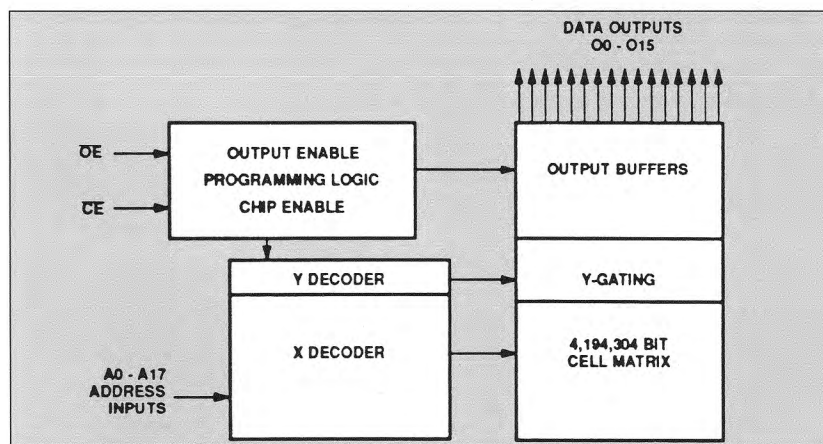 DATA OUTPUTS
O0 - O15
OE
CE
OUTPUT ENABLE
PROGRAMMING LOGIC
CHIP ENABLE
OUTPUT BUFFERS
Y DECODER
Y-GATING
X DECODER
4,194,304 BIT
CELL MATRIX
A0 - A17
ADDRESS
INPUTS